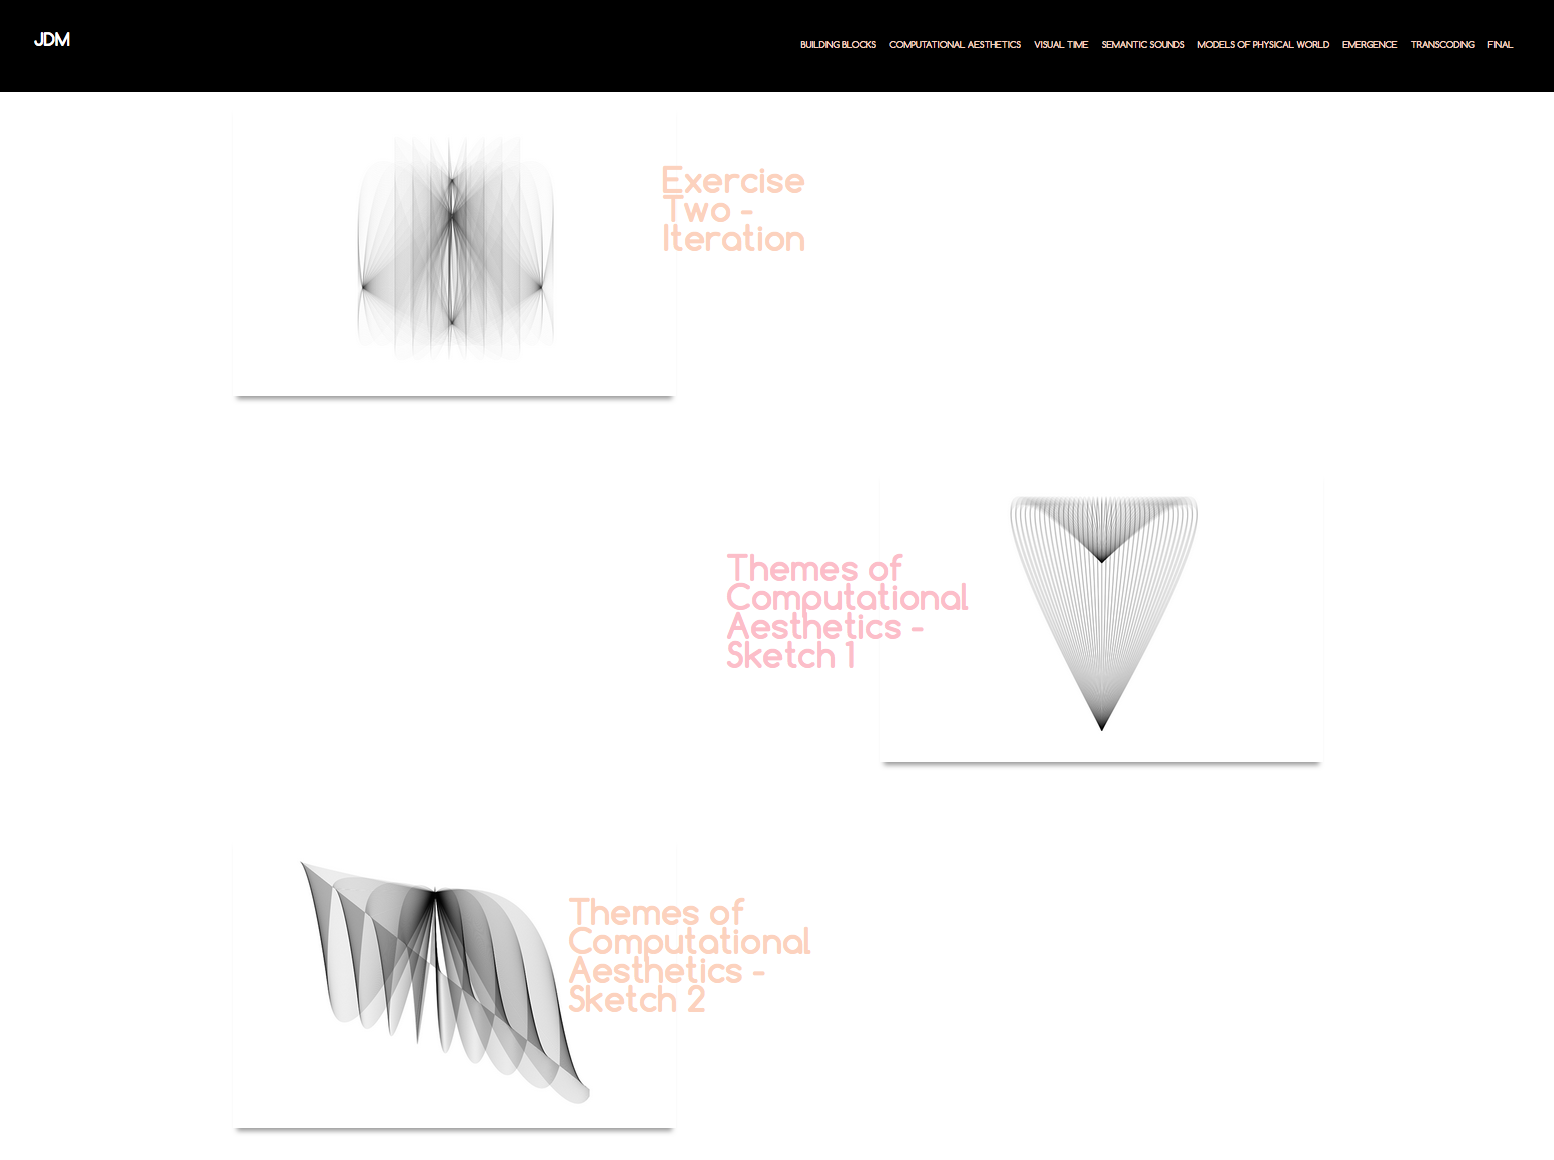 JDM
BUILDING BLOCKS COMPUTATIONAL AESTHETICS VISUAL TIME SEMANTIC SOUNDS MODELS OF PHYSICAL WORLD EMERGENCE TRANSCODING FINAL
Exercise
Two -
Iteration
Themes of
Computational
Aesthetics -
Sketch 1
Themes of
Computational
Aesthetics -
Sketch 2